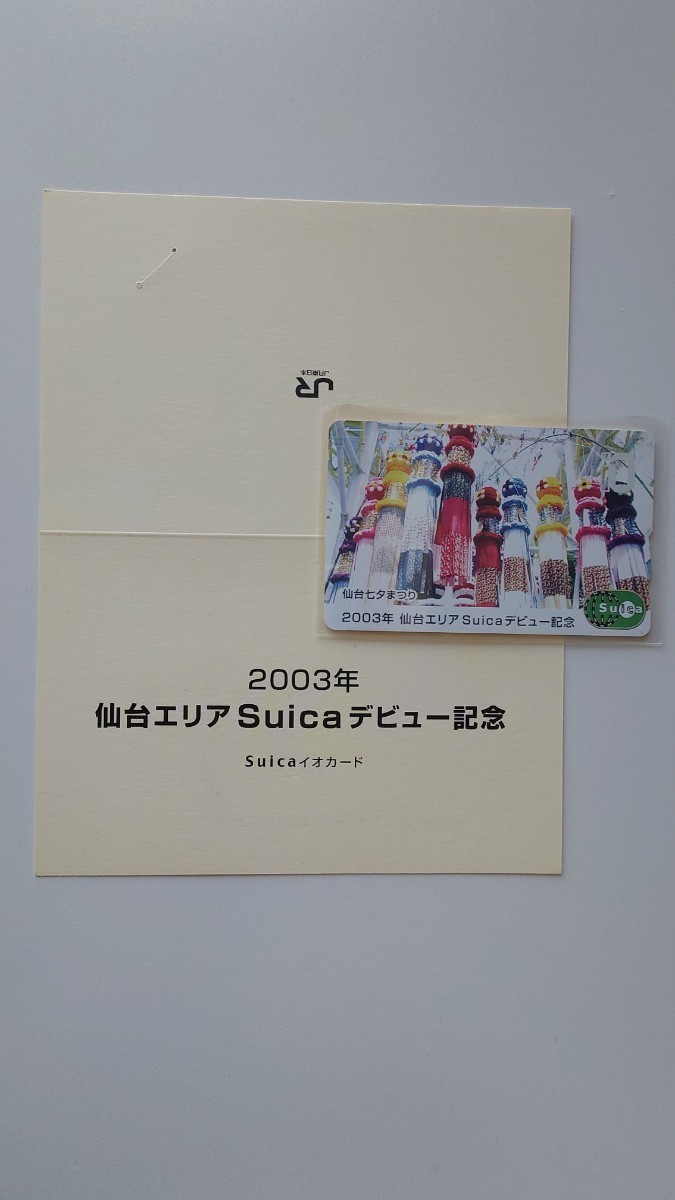 JR
JR東日本
仙台七夕まつり
2003年 仙台エリアSuicaデビュー記念
Suica
2003年
仙台エリアSuicaデビュー記念
Suicaイオカード